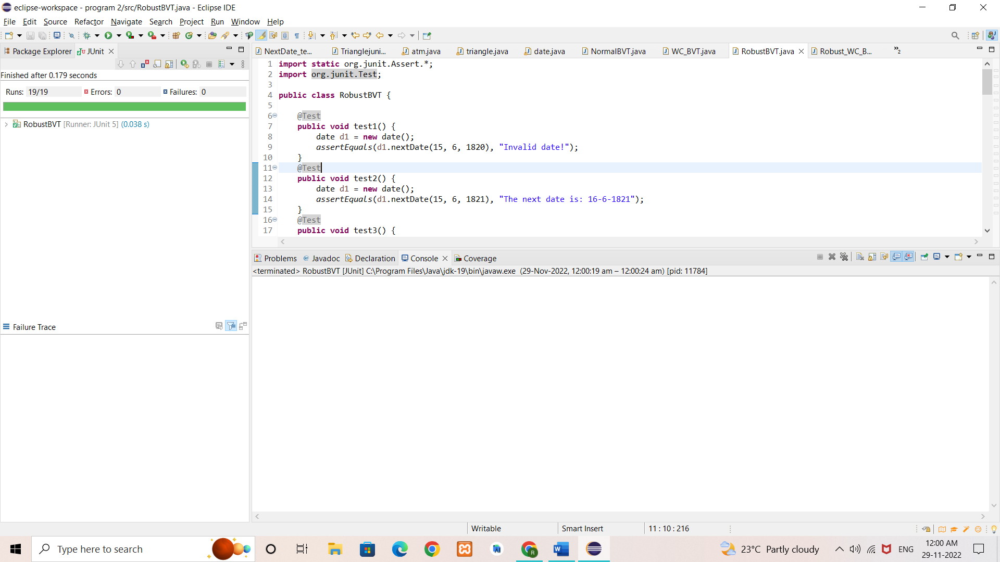 eclipse-workspace - program 2/src/RobustBVT.java - Eclipse IDE
File Edit Source Refactor Navigate Search Project Run Window Help
Package Explorer JUnit
Finished after 0.179 seconds
Runs: 19/19 Errors: 0 Failures: 0
RobustBVT [Runner: JUnit 5] (0.038 s)
Failure Trace
NextDate_te... Trianglejuni... atm.java triangle.java date.java NormalBVT.java WC_BVT.java RobustBVT.java Robust_WC_B... »2
1 import static org.junit.Assert.*;
2 import org.junit.Test;
3
4 public class RobustBVT {
5
6 @Test
7 public void test1() {
8 date d1 = new date();
9 assertEquals(d1.nextDate(15, 6, 1820), "Invalid date!");
10 }
11 @Test
12 public void test2() {
13 date d1 = new date();
14 assertEquals(d1.nextDate(15, 6, 1821), "The next date is: 16-6-1821");
15 }
16 @Test
17 public void test3() {
Problems @ Javadoc Declaration Console Coverage
<terminated> RobustBVT [JUnit] C:\Program Files\Java\jdk-19\bin\javaw.exe (29-Nov-2022, 12:00:19 am – 12:00:24 am) [pid: 11784]
Writable Smart Insert 11 : 10 : 216
Type here to search
23°C Partly cloudy ENG 12:00 AM
29-11-2022